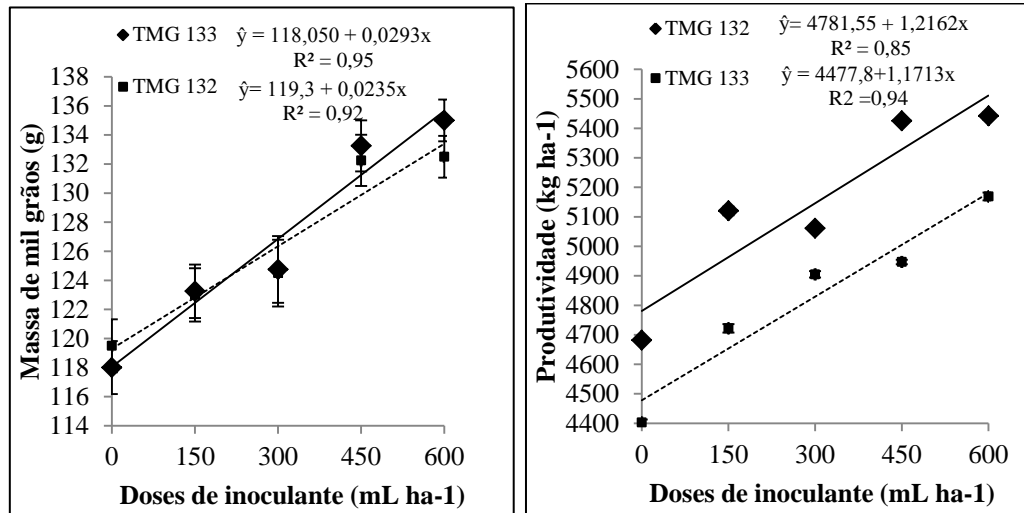 TMG 133 ŷ = 118,050 + 0,0293x
R² = 0,95
TMG 132 ŷ = 119,3 + 0,0235x
R² = 0,92
Massa de mil grãos (g)
138
136
134
132
130
128
126
124
122
120
118
116
114
0 150 300 450 600
Doses de inoculante (mL ha-1)
TMG 132 ŷ= 4781,55 + 1,2162x
R² = 0,85
TMG 133 ŷ = 4477,8+1,1713x
R2 =0,94
Produtividade (kg ha-1)
5600
5500
5400
5300
5200
5100
5000
4900
4800
4700
4600
4500
4400
0 150 300 450 600
Doses de inoculante (mL ha-1)